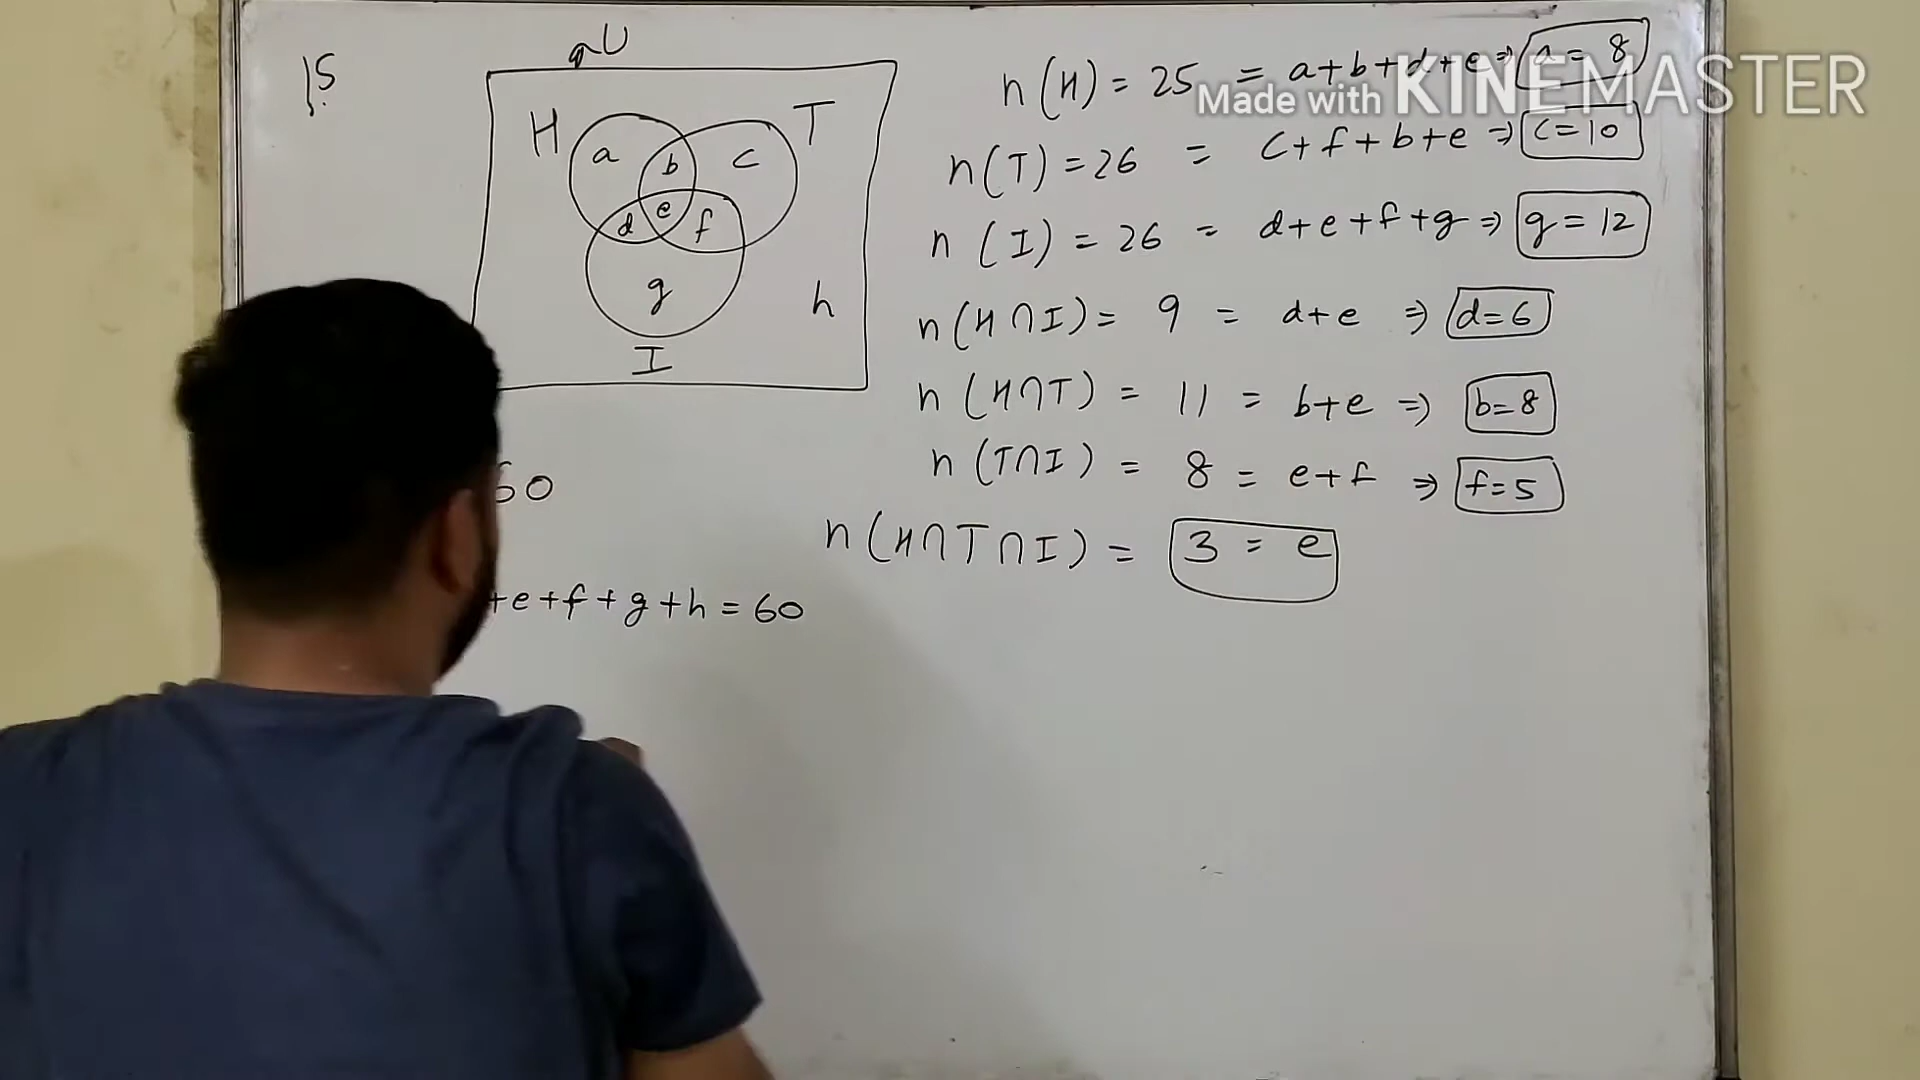 15
U
H
T
a
b
c
d
e
f
g
h
I
60
+e+f+g+h = 60
n(H) = 25 = a+b+d+e ⇒ a = 8
n(T) = 26 = c+f+b+e ⇒ c=10
n(I) = 26 = d+e+f+g ⇒ g = 12
n(H∩I) = 9 = d+e ⇒ d=6
n(H∩T) = 11 = b+e ⇒ b=8
n(T∩I) = 8 = e+f ⇒ f=5
n(H∩T∩I) = 3 = e
Made with KINEMASTER